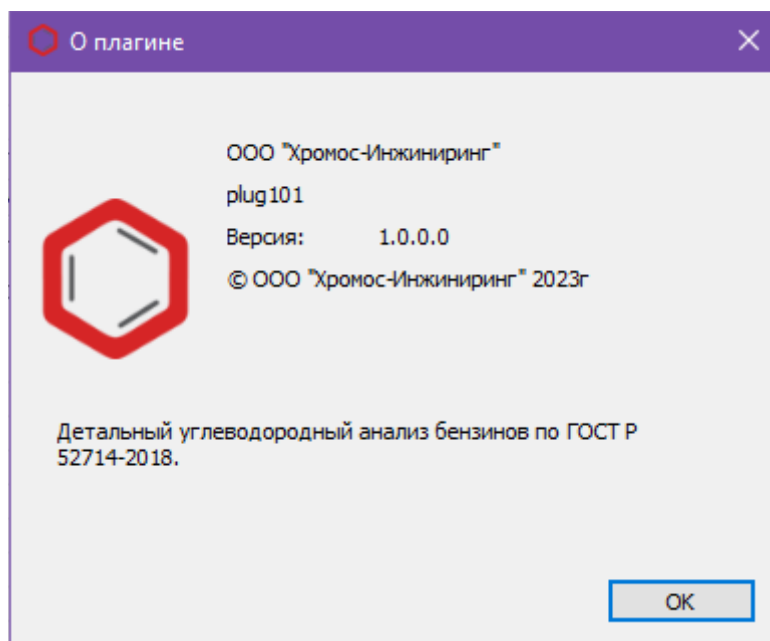 О плагине
ООО "Хромос-Инжиниринг"
plug101
Версия: 1.0.0.0
© ООО "Хромос-Инжиниринг" 2023г
Детальный углеводородный анализ бензинов по ГОСТ Р
52714-2018.
OK